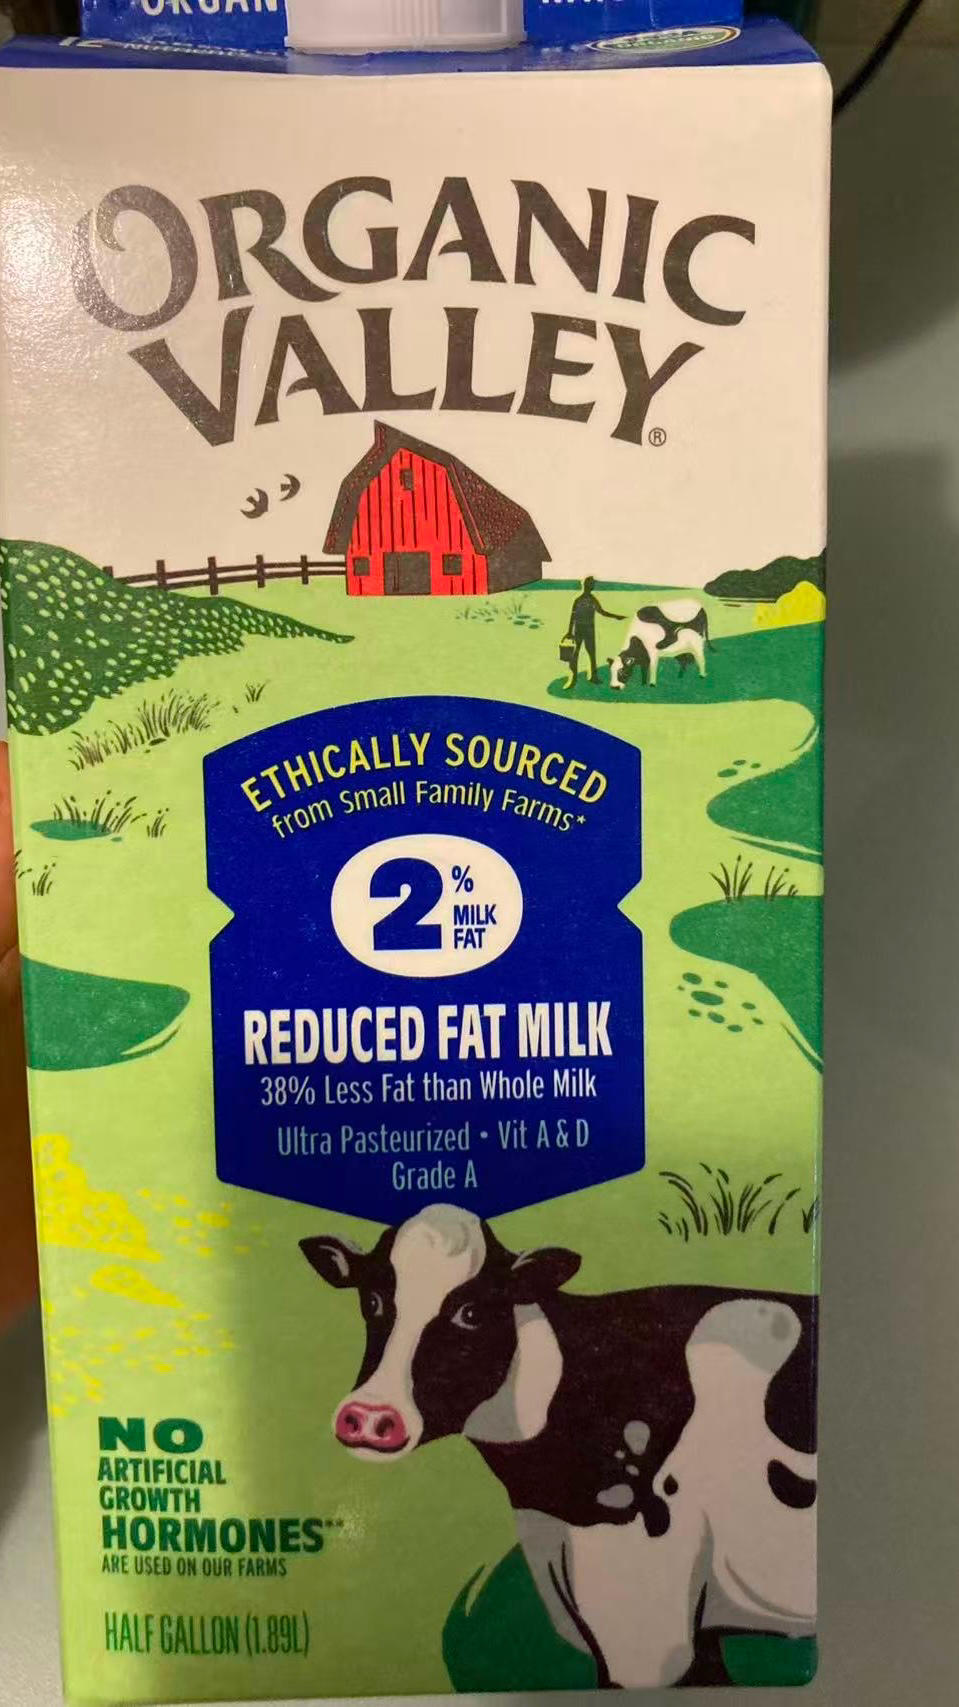 ORGANIC
VALLEY®
ETHICALLY SOURCED
from Small Family Farms*
2%
MILK
FAT
REDUCED FAT MILK
38% Less Fat than Whole Milk
Ultra Pasteurized • Vit A & D
Grade A
NO
ARTIFICIAL
GROWTH
HORMONES**
ARE USED ON OUR FARMS
HALF GALLON (1.89L)